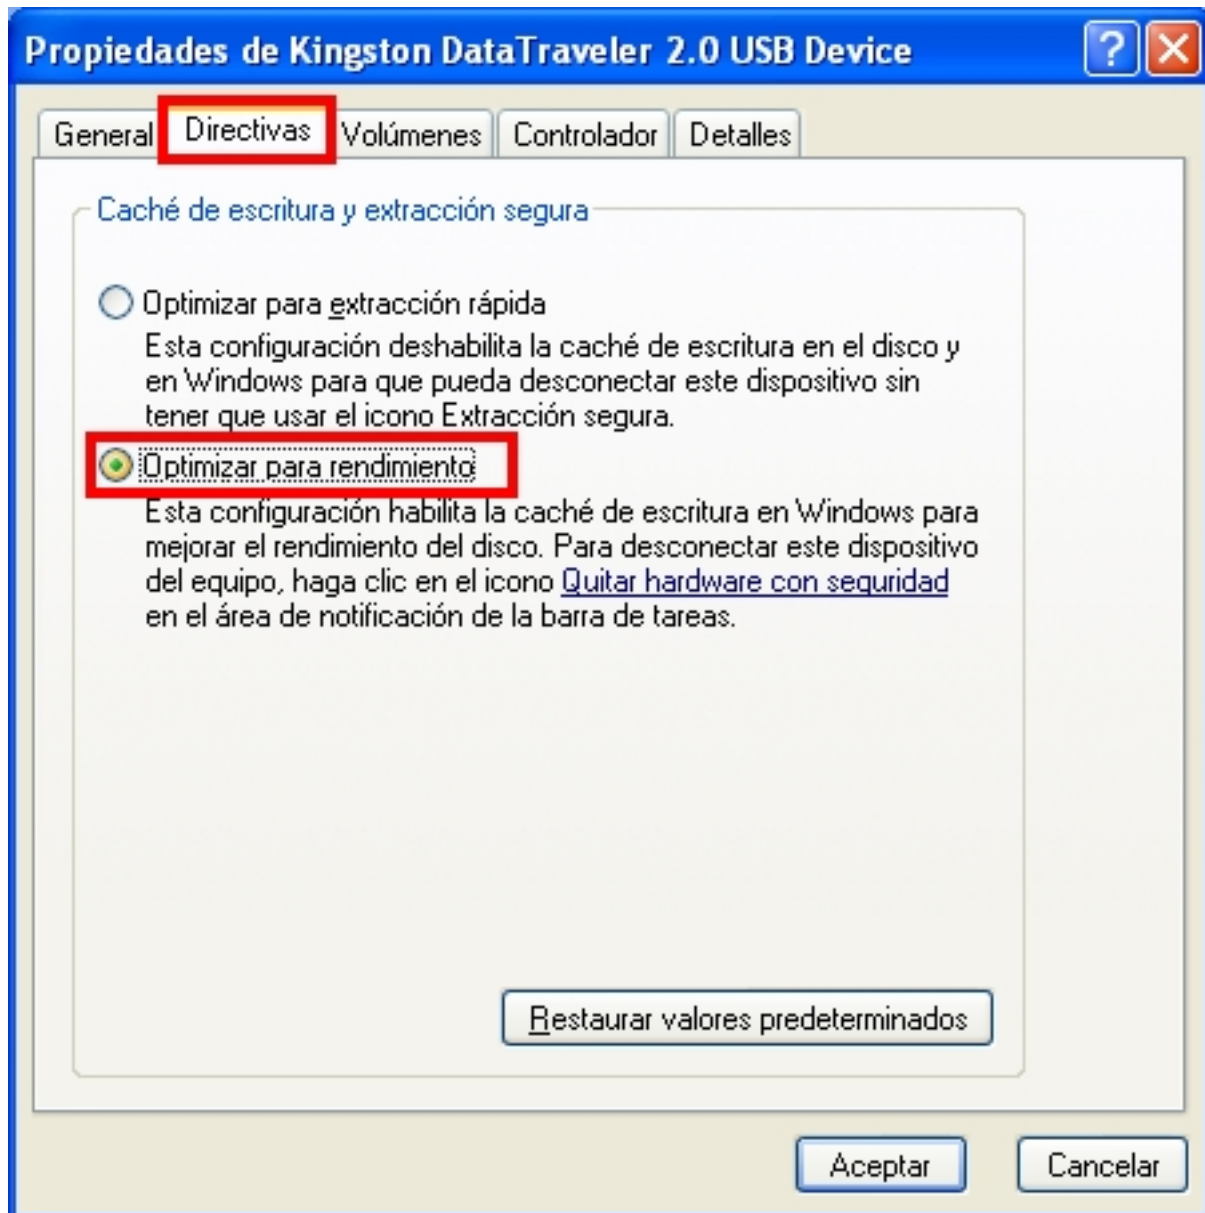 Propiedades de Kingston DataTraveler 2.0 USB Device
?
General Directivas Volúmenes Controlador Detalles
Caché de escritura y extracción segura
Optimizar para extracción rápida
Esta configuración deshabilita la caché de escritura en el disco y
en Windows para que pueda desconectar este dispositivo sin
tener que usar el icono Extracción segura.
Optimizar para rendimiento
Esta configuración habilita la caché de escritura en Windows para
mejorar el rendimiento del disco. Para desconectar este dispositivo
del equipo, haga clic en el icono Quitar hardware con seguridad
en el área de notificación de la barra de tareas.
Restaurar valores predeterminados
Aceptar Cancelar